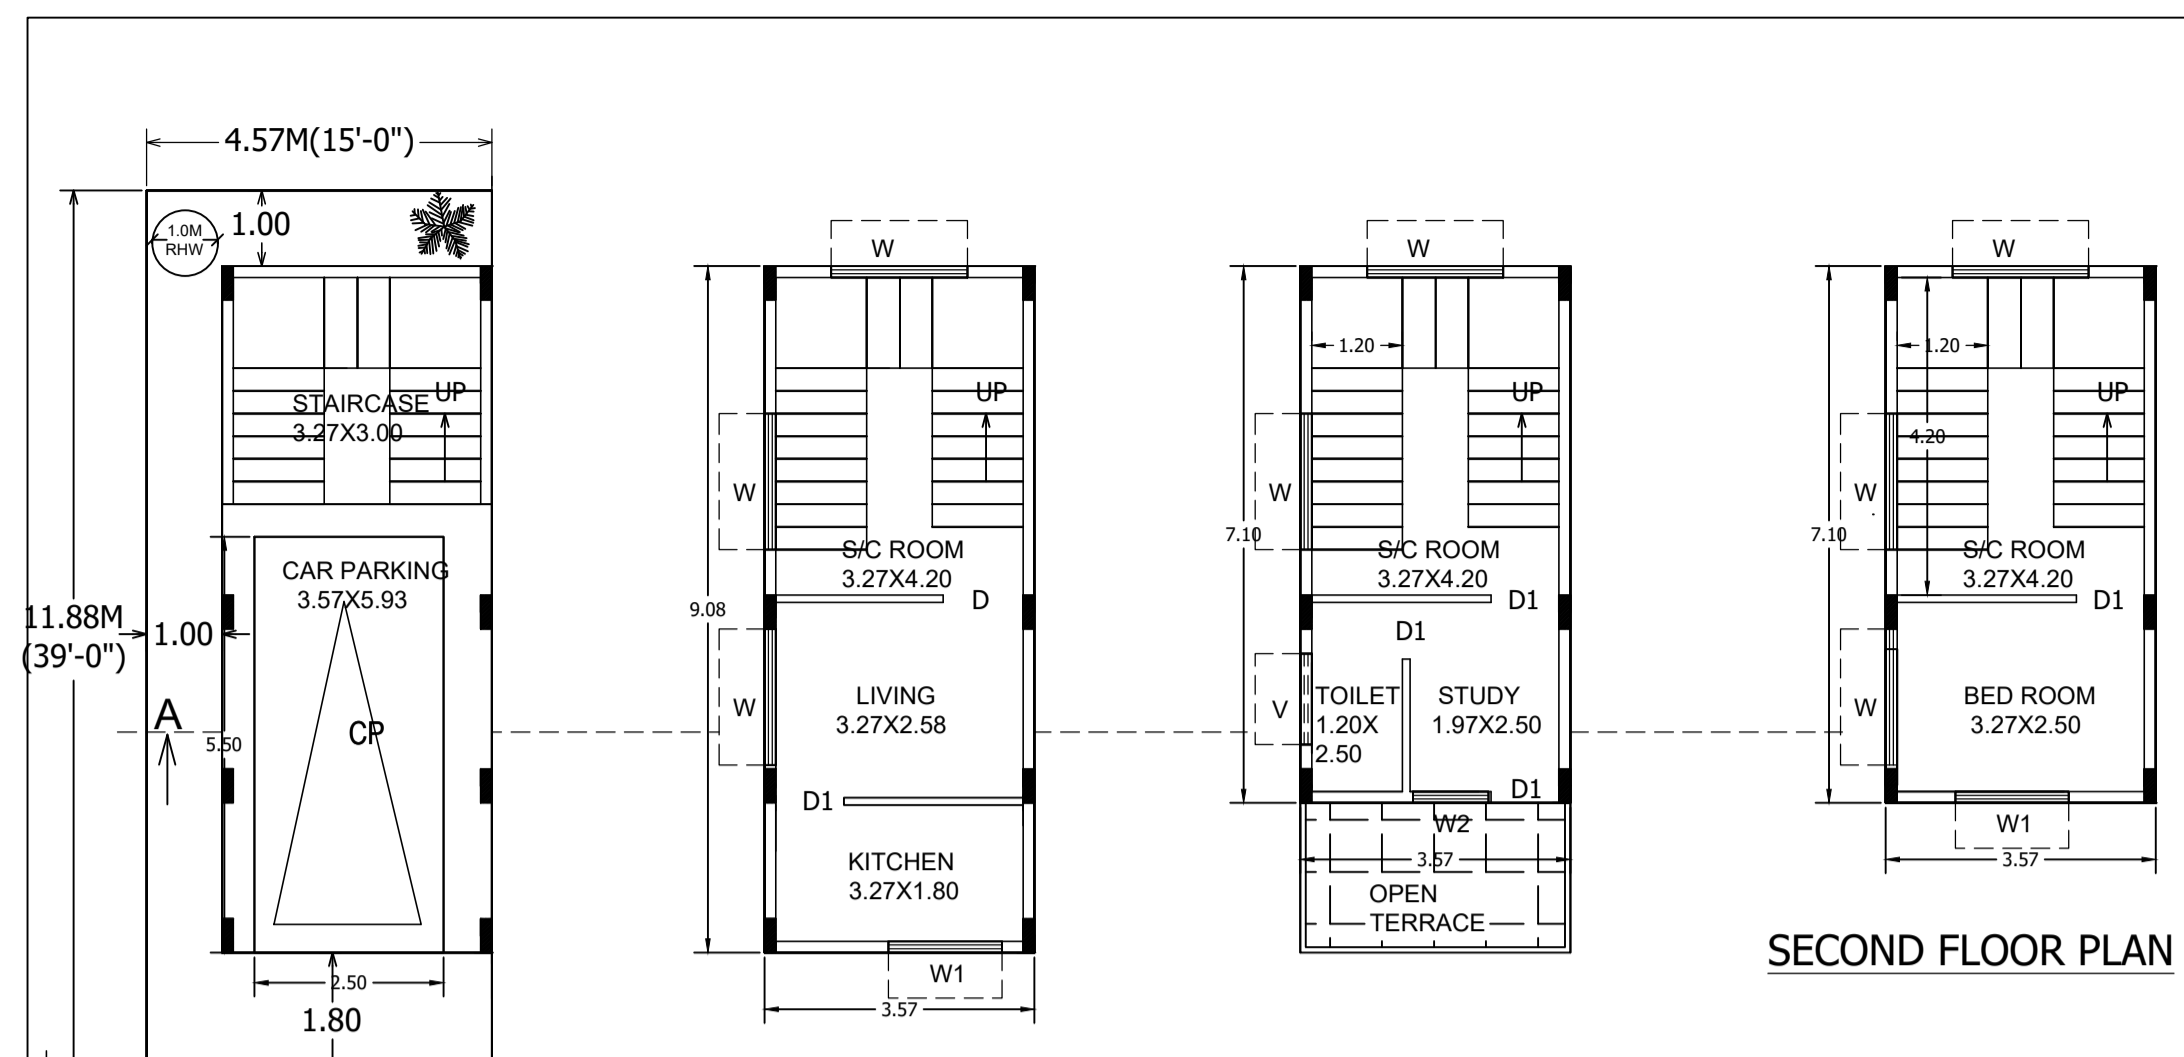 4.57M(15'-0")
1.0M
RHW
1.00
STAIRCASE
3.27X3.00
UP
CAR PARKING
3.57X5.93
11.88M
(39'-0")
1.00
A
5.50
CP
2.50
1.80
W
UP
W
S/C ROOM
3.27X4.20
D
9.08
LIVING
3.27X2.58
W
D1
KITCHEN
3.27X1.80
W1
3.57
W
1.20
UP
W
7.10
S/C ROOM
3.27X4.20
D1
D1
V
TOILET
1.20X
2.50
STUDY
1.97X2.50
D1
W2
3.57
OPEN
TERRACE
W
1.20
UP
4.20
W
7.10
S/C ROOM
3.27X4.20
D1
BED ROOM
3.27X2.50
W
W1
3.57
SECOND FLOOR PLAN